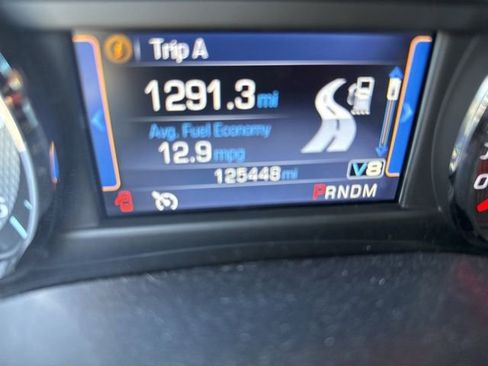 Trip A
1291.3 mi
Avg. Fuel Economy
12.9 mpg
125448 mi
V8
PRNDM